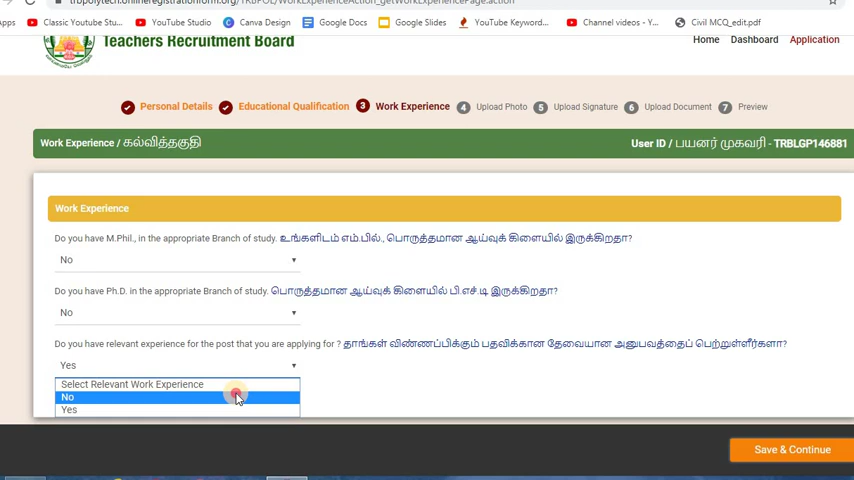 trbpolytech.onlineregistrationform.org/TRBPOL/WorkExperienceAction_getWorkExperiencePage.action
Apps Classic Youtube Stu... YouTube Studio Canva Design Google Docs Google Slides YouTube Keyword... Channel videos - Y... Civil MCQ_edit.pdf
Teachers Recruitment Board
Home Dashboard Application
Personal Details Educational Qualification 3 Work Experience 4 Upload Photo 5 Upload Signature 6 Upload Document 7 Preview
Work Experience / கல்வித்தகுதி User ID / பயனர் முகவரி - TRBLGP146881
Work Experience
Do you have M.Phil., in the appropriate Branch of study. உங்களிடம் எம்.பில்., பொருத்தமான ஆய்வுக் கிளையில் இருக்கிறதா?
No
Do you have Ph.D. in the appropriate Branch of study. பொருத்தமான ஆய்வுக் கிளையில் பி.எச்.டி இருக்கிறதா?
No
Do you have relevant experience for the post that you are applying for ? தாங்கள் விண்ணப்பிக்கும் பதவிக்கான தேவையான அனுபவத்தைப் பெற்றுள்ளீர்களா?
Yes
Select Relevant Work Experience
No
Yes
Save & Continue